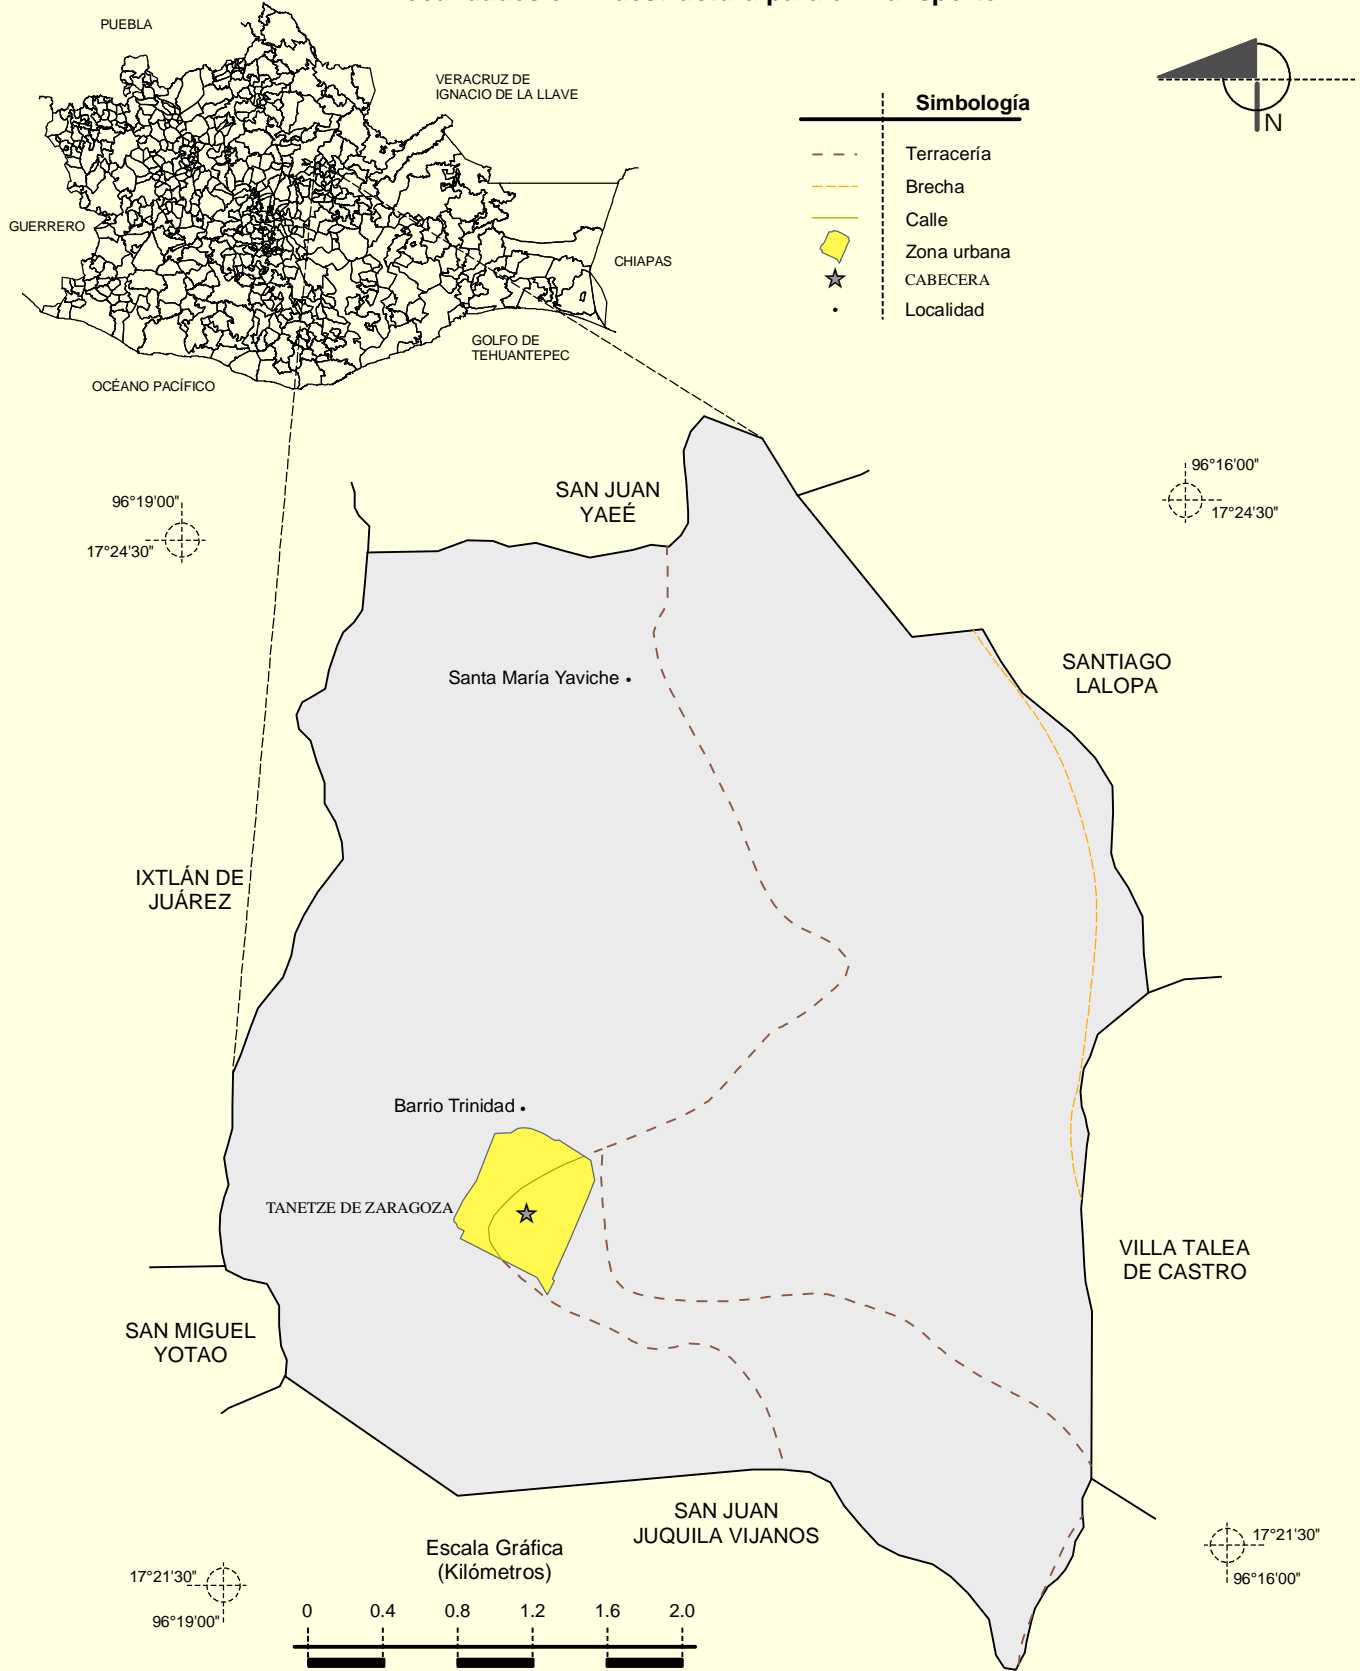 PUEBLA
VERACRUZ DE
IGNACIO DE LA LLAVE
GUERRERO
CHIAPAS
GOLFO DE
TEHUANTEPEC
OCÉANO PACÍFICO
Simbología
Terracería
Brecha
Calle
Zona urbana
CABECERA
Localidad
N
96°19'00"
17°24'30"
96°16'00"
17°24'30"
SAN JUAN
YAEÉ
SANTIAGO
LALOPA
Santa María Yaviche
IXTLÁN DE
JUÁREZ
Barrio Trinidad
TANETZE DE ZARAGOZA
VILLA TALEA
DE CASTRO
SAN MIGUEL
YOTAO
SAN JUAN
JUQUILA VIJANOS
17°21'30"
96°16'00"
17°21'30"
96°19'00"
Escala Gráfica
(Kilómetros)
0 0.4 0.8 1.2 1.6 2.0